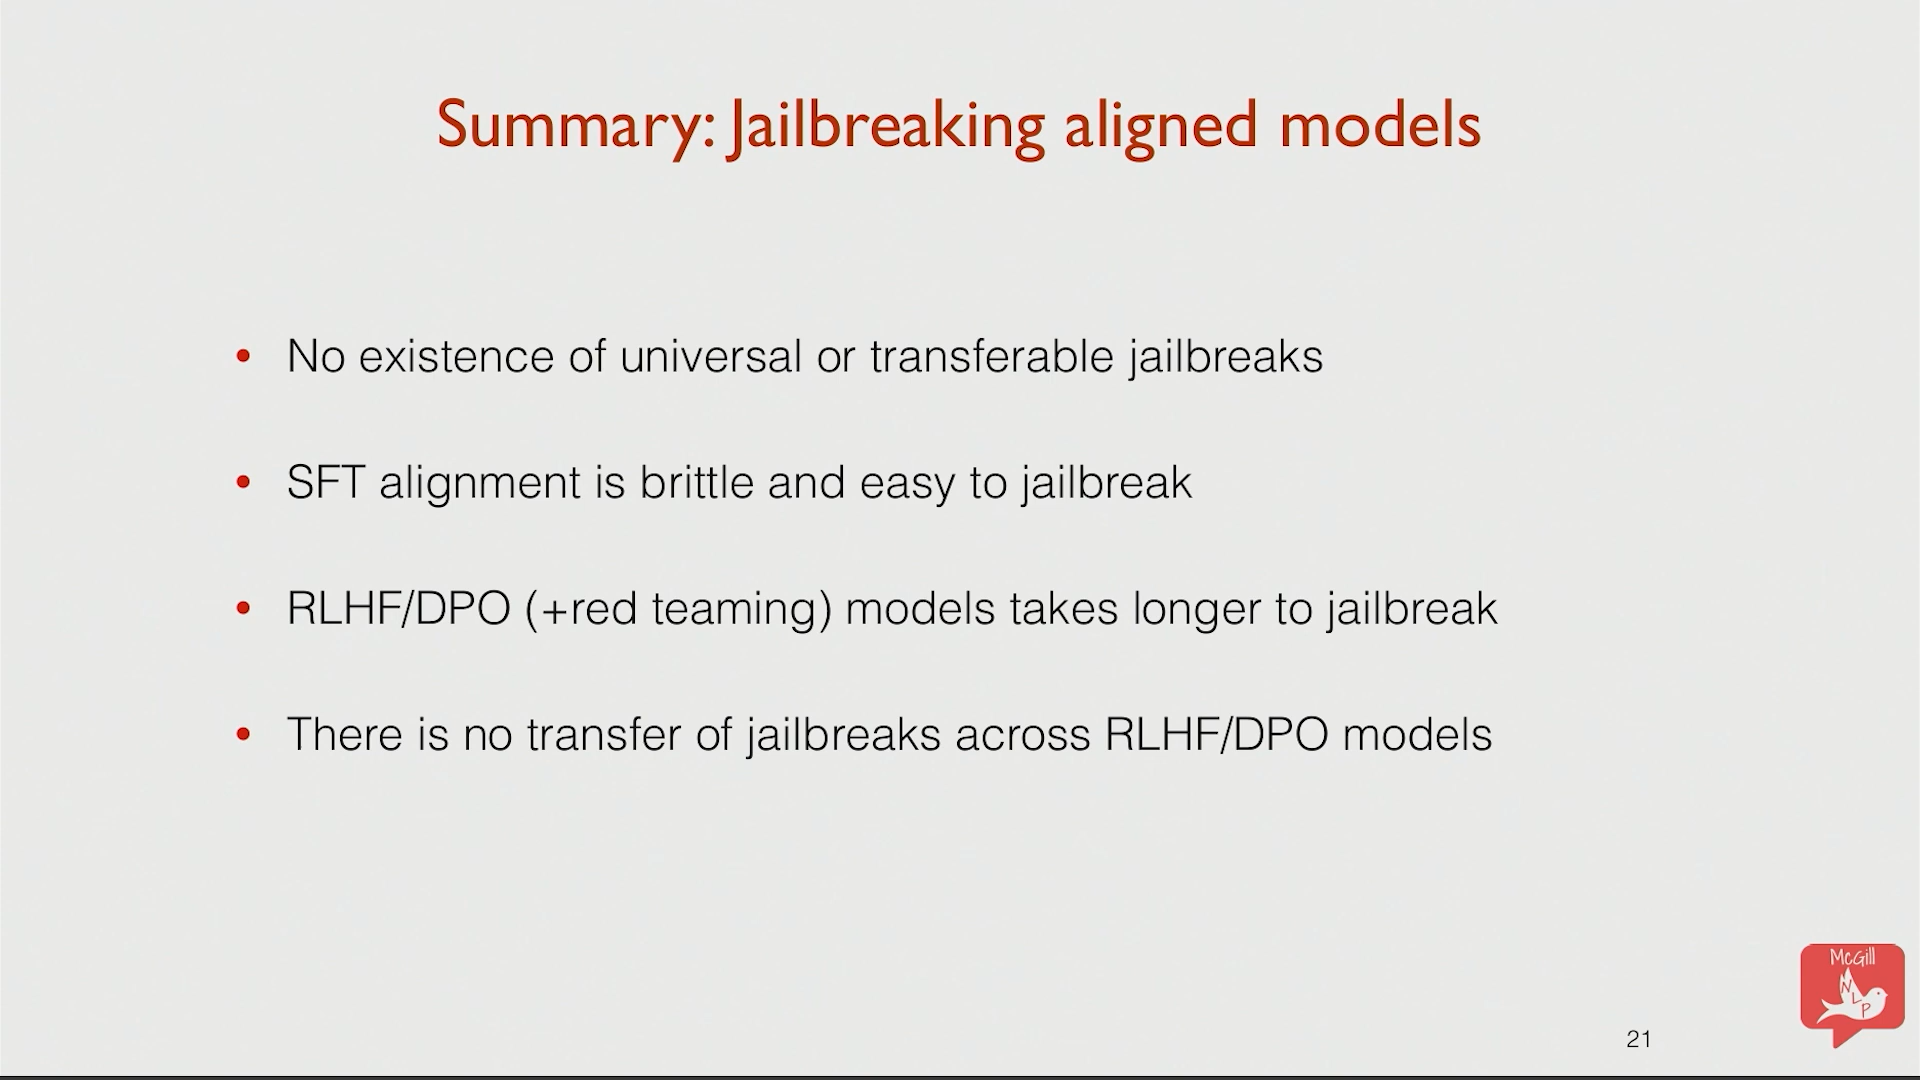 Summary: Jailbreaking aligned models
• No existence of universal or transferable jailbreaks
• SFT alignment is brittle and easy to jailbreak
• RLHF/DPO (+red teaming) models takes longer to jailbreak
• There is no transfer of jailbreaks across RLHF/DPO models
McGill
NLP
21